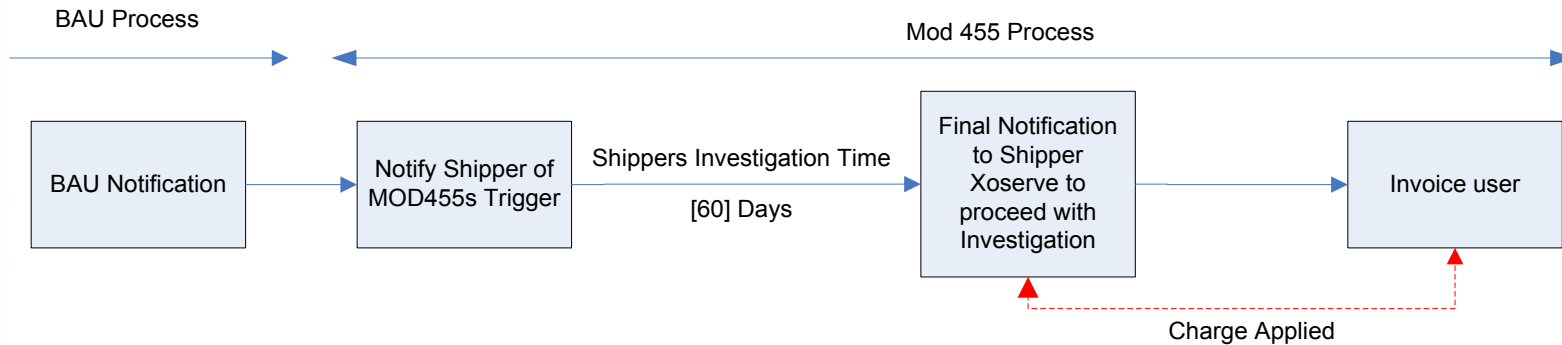 BAU Process
Mod 455 Process
BAU Notification
Notify Shipper of
MOD455s Trigger
Shippers Investigation Time
[60] Days
Final Notification
to Shipper
Xoserve to
proceed with
Investigation
Invoice user
Charge Applied